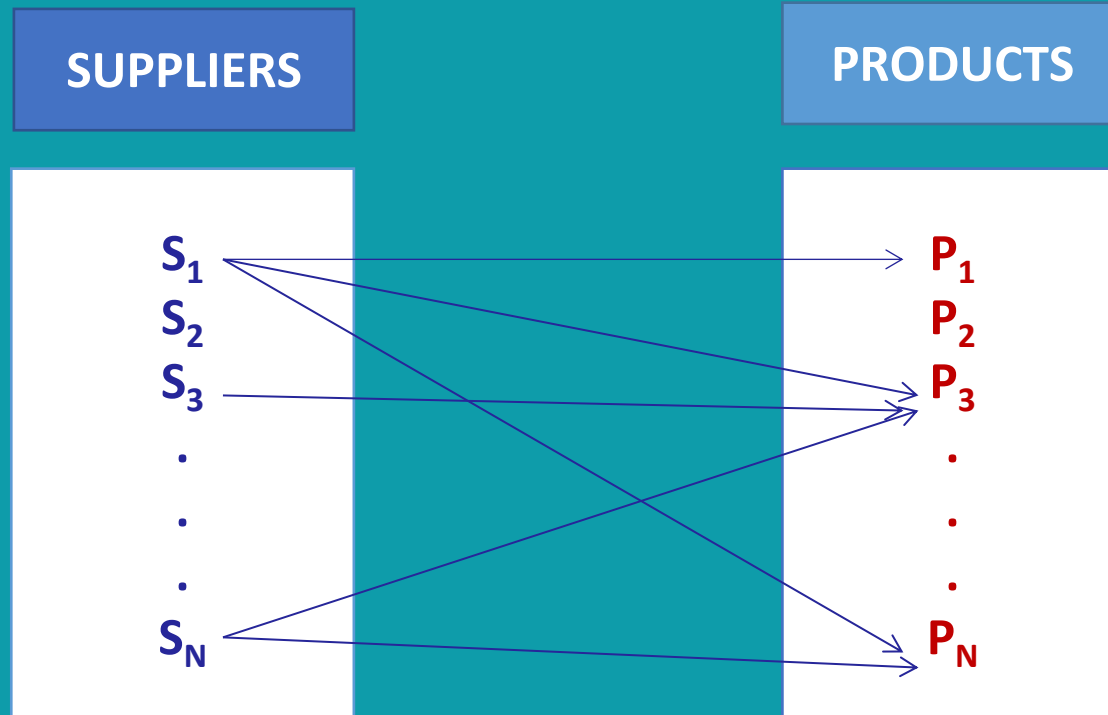 SUPPLIERS
PRODUCTS
S₁
S₂
S₃
.
.
.
Sₙ
P₁
P₂
P₃
.
.
.
Pₙ